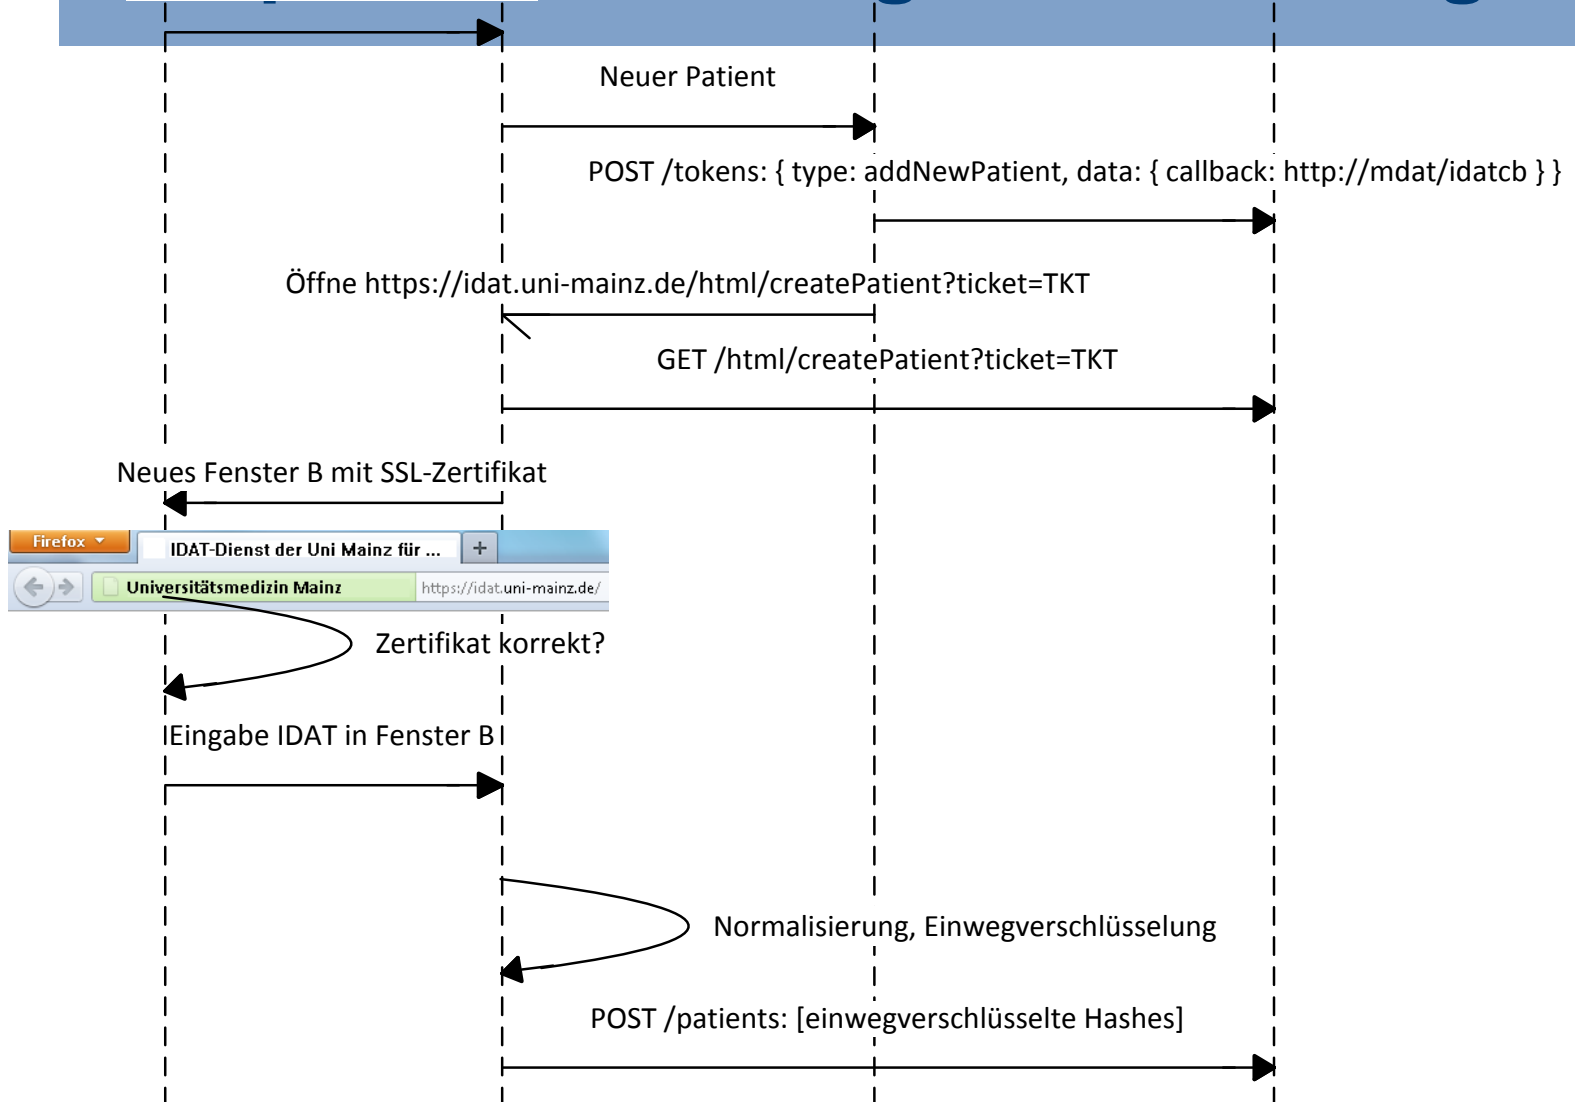 Neuer Patient
POST /tokens: { type: addNewPatient, data: { callback: http://mdat/idatcb } }
Öffne https://idat.uni-mainz.de/html/createPatient?ticket=TKT
GET /html/createPatient?ticket=TKT
Neues Fenster B mit SSL-Zertifikat
Firefox
IDAT-Dienst der Uni Mainz für ...
Universitätsmedizin Mainz
https://idat.uni-mainz.de/
Zertifikat korrekt?
Eingabe IDAT in Fenster B
Normalisierung, Einwegverschlüsselung
POST /patients: [einwegverschlüsselte Hashes]